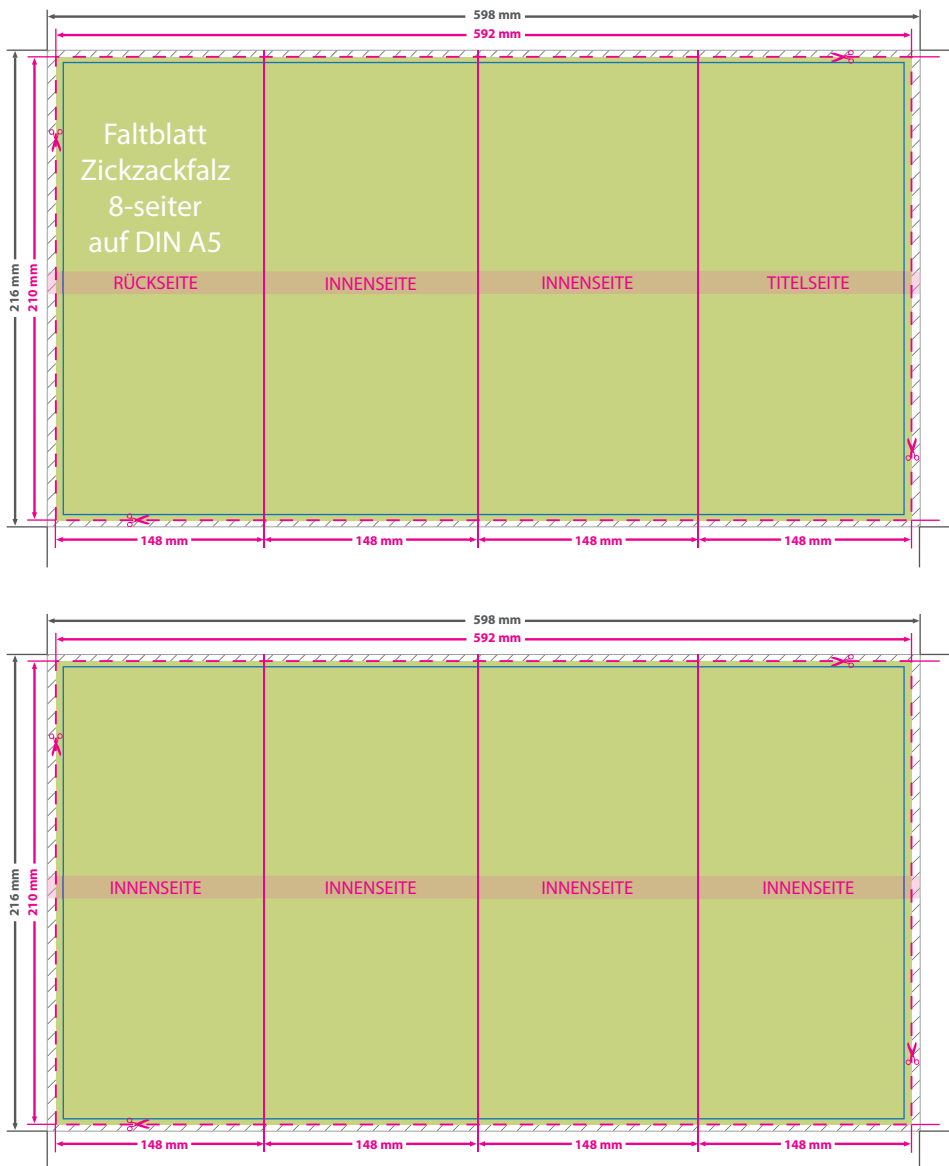 598 mm
592 mm
216 mm
210 mm
Faltblatt
Zickzackfalz
8-seiter
auf DIN A5
RÜCKSEITE INNENSEITE INNENSEITE TITELSEITE
148 mm 148 mm 148 mm 148 mm
598 mm
592 mm
216 mm
210 mm
INNENSEITE INNENSEITE INNENSEITE INNENSEITE
148 mm 148 mm 148 mm 148 mm